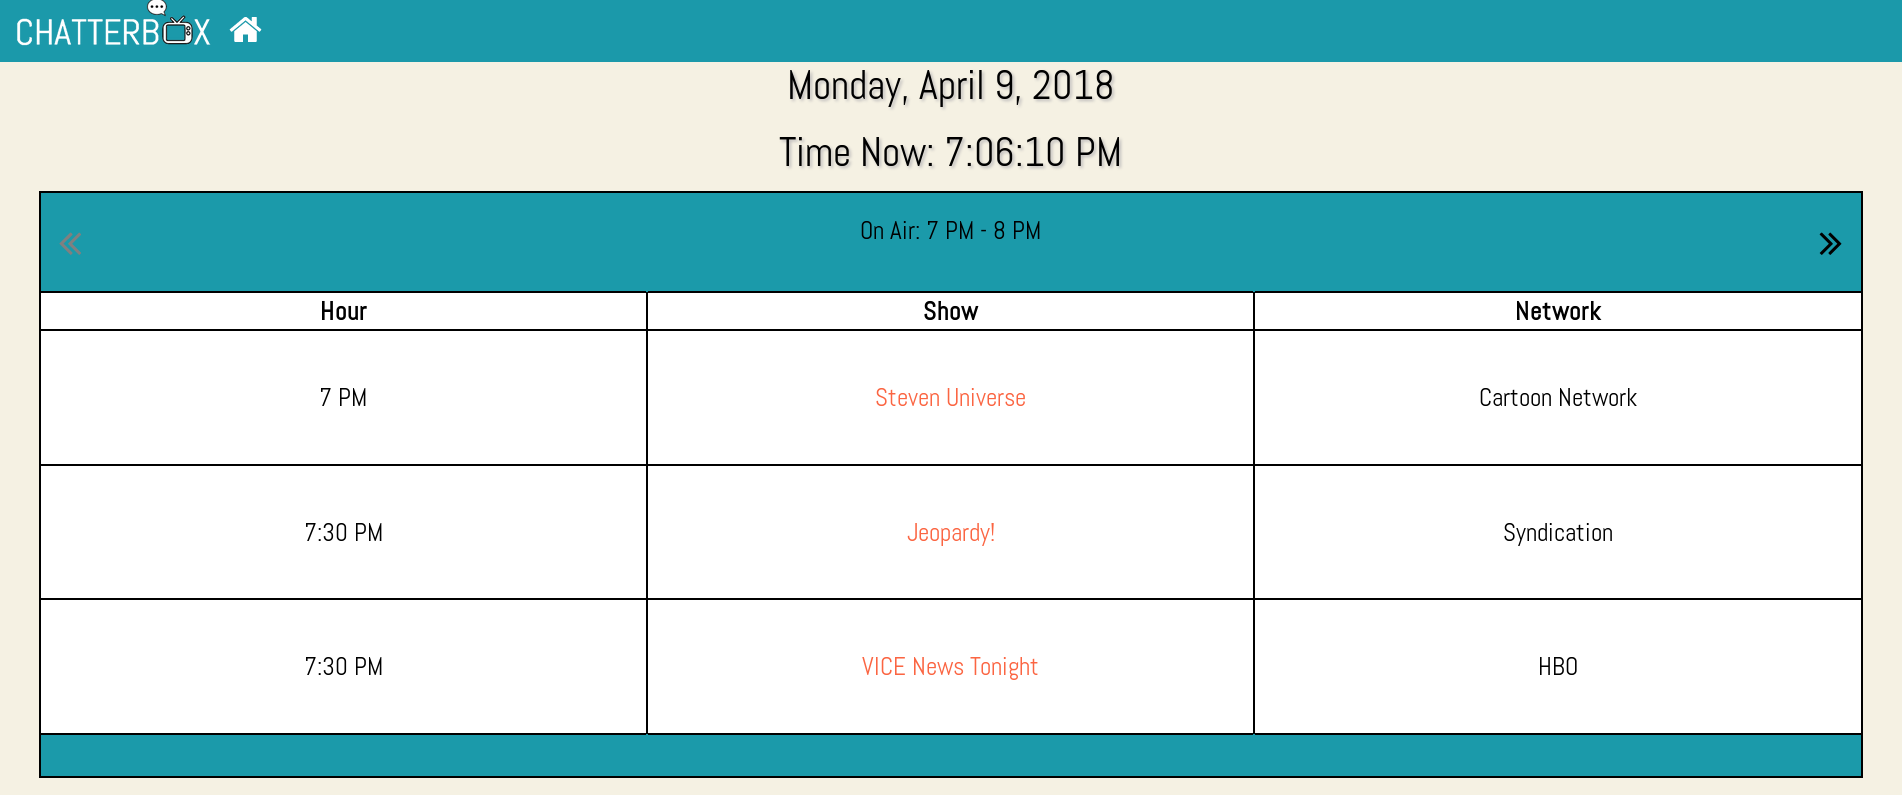 CHATTERBOX
Monday, April 9, 2018
Time Now: 7:06:10 PM
On Air: 7 PM - 8 PM
Hour Show Network
7 PM Steven Universe Cartoon Network
7:30 PM Jeopardy! Syndication
7:30 PM VICE News Tonight HBO